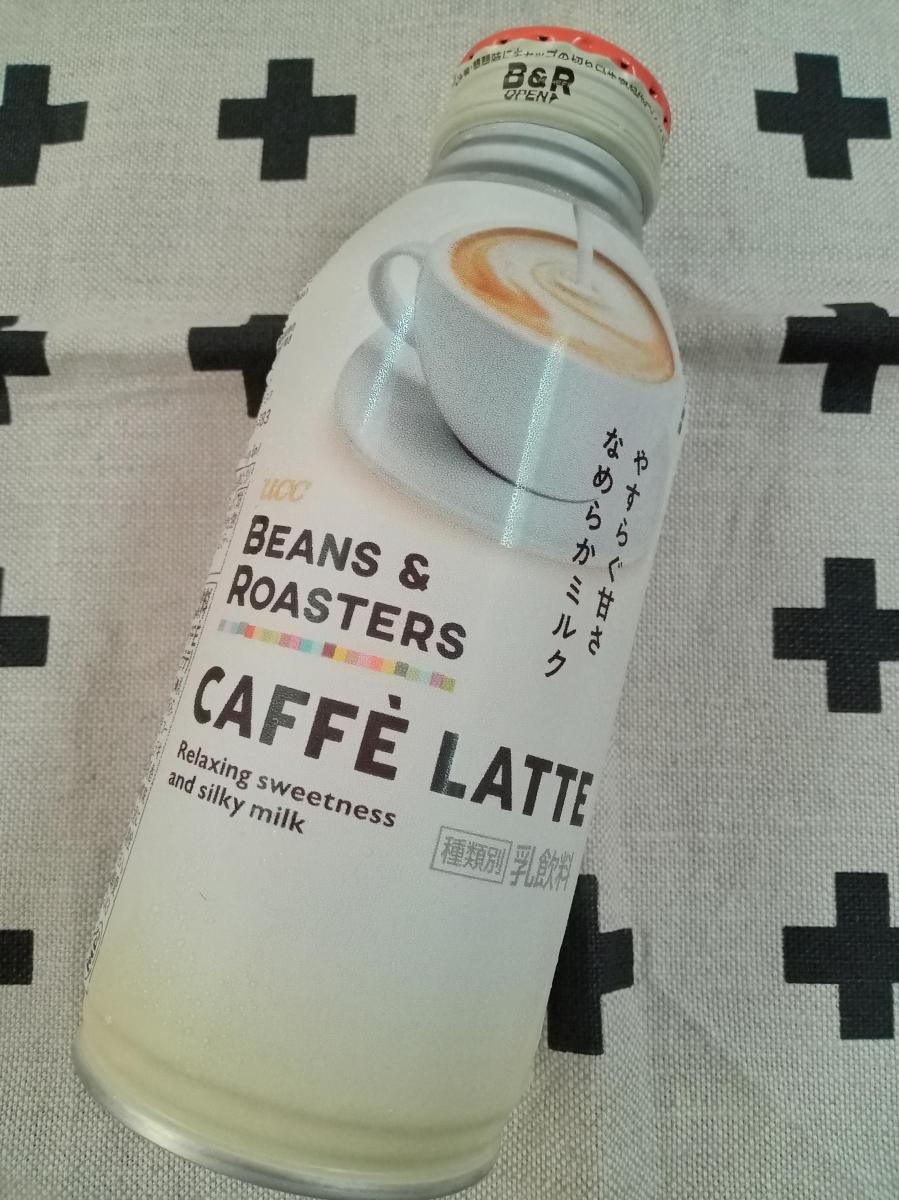 B&R
OPEN
やすらぐ甘さ
なめらかミルク
ucc
BEANS &
ROASTERS
CAFFÈ LATTE
Relaxing sweetness
and silky milk
種類別 乳飲料